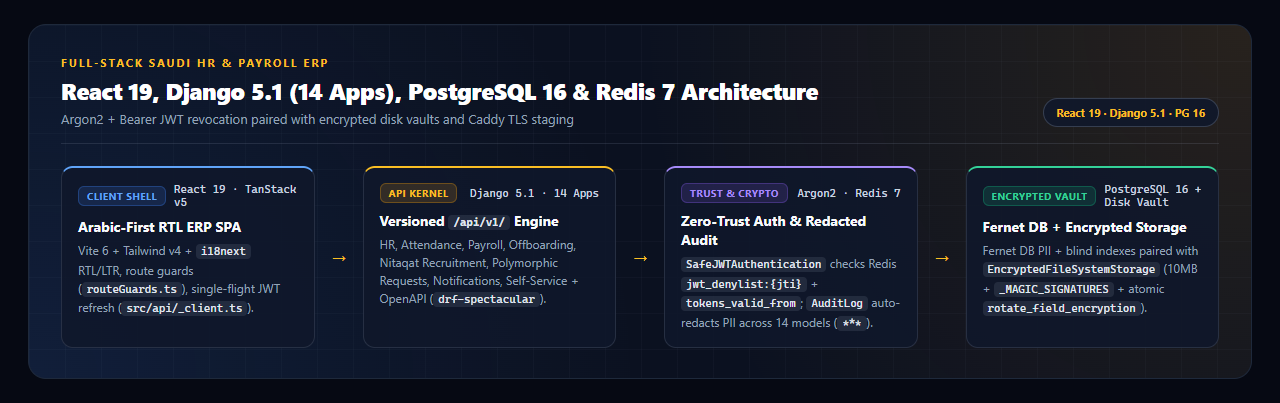 FULL-STACK SAUDI HR & PAYROLL ERP
React 19, Django 5.1 (14 Apps), PostgreSQL 16 & Redis 7 Architecture
Argon2 + Bearer JWT revocation paired with encrypted disk vaults and Caddy TLS staging
React 19 · Django 5.1 · PG 16
CLIENT SHELL
React 19 · TanStack
v5
Arabic-First RTL ERP SPA
Vite 6 + Tailwind v4 + i18next
RTL/LTR, route guards
(routeGuards.ts), single-flight JWT
refresh (src/api/_client.ts).
→
API KERNEL
Django 5.1 · 14 Apps
Versioned /api/v1/ Engine
HR, Attendance, Payroll, Offboarding,
Nitaqat Recruitment, Polymorphic
Requests, Notifications, Self-Service +
OpenAPI (drf-spectacular).
→
TRUST & CRYPTO
Argon2 · Redis 7
Zero-Trust Auth & Redacted
Audit
SafeJWTAuthentication checks Redis
jwt_denylist:{jti} +
tokens_valid_from; AuditLog auto-
redacts PII across 14 models (***).
→
ENCRYPTED VAULT
PostgreSQL 16 +
Disk Vault
Fernet DB + Encrypted Storage
Fernet DB PII + blind indexes paired with
EncryptedFileSystemStorage (10MB
+ _MAGIC_SIGNATURES + atomic
rotate_field_encryption).